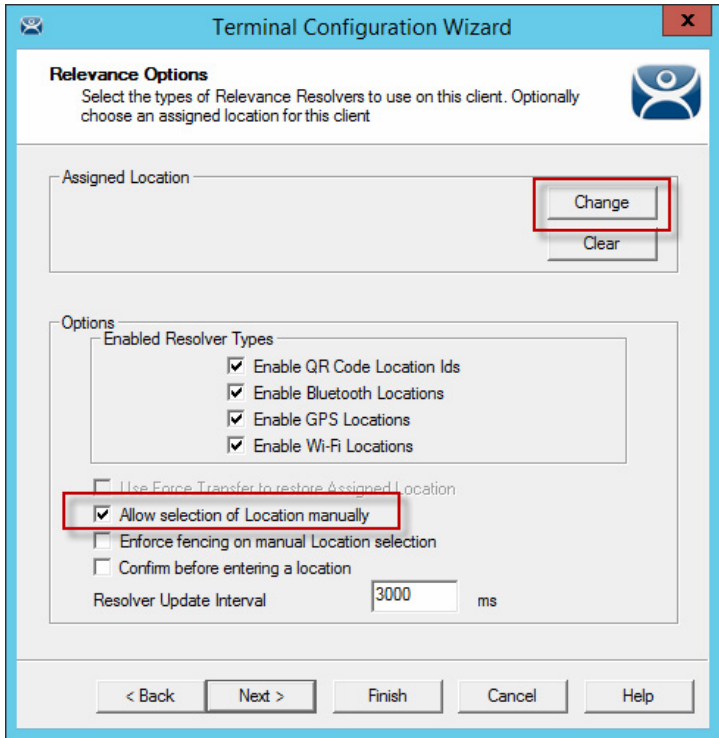 Terminal Configuration Wizard
x
Relevance Options
Select the types of Relevance Resolvers to use on this client. Optionally
choose an assigned location for this client
Assigned Location
Change
Clear
Options
Enabled Resolver Types
Enable QR Code Location Ids
Enable Bluetooth Locations
Enable GPS Locations
Enable Wi-Fi Locations
Use Force Transfer to restore Assigned Location
Allow selection of Location manually
Enforce fencing on manual Location selection
Confirm before entering a location
Resolver Update Interval 3000 ms
< Back Next > Finish Cancel Help